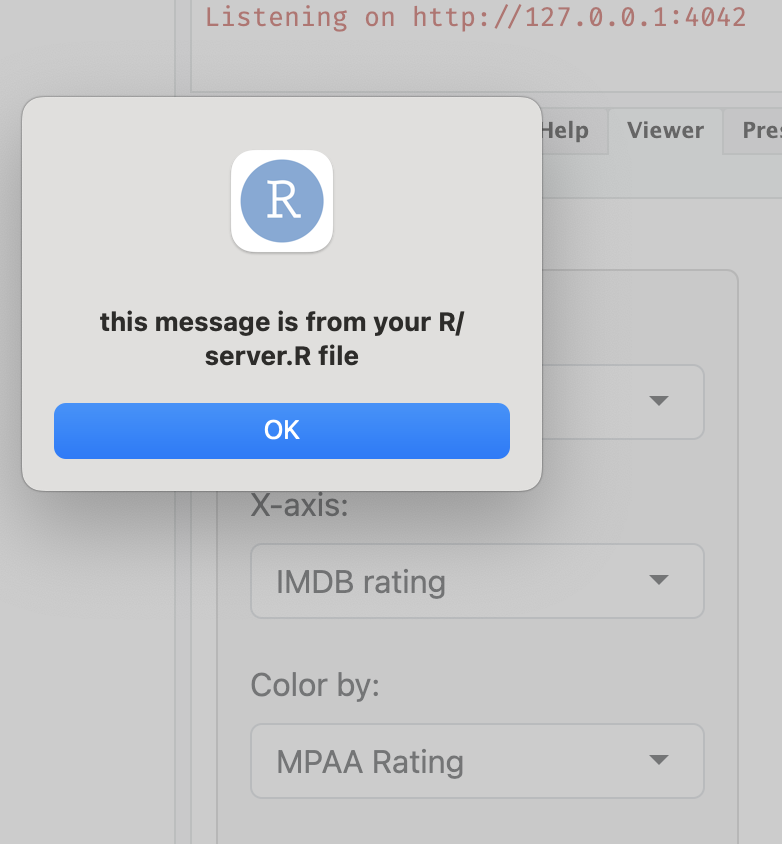 Listening on http://127.0.0.1:4042
Help
Viewer
R
this message is from your R/
server.R file
OK
X-axis:
IMDB rating
Color by:
MPAA Rating